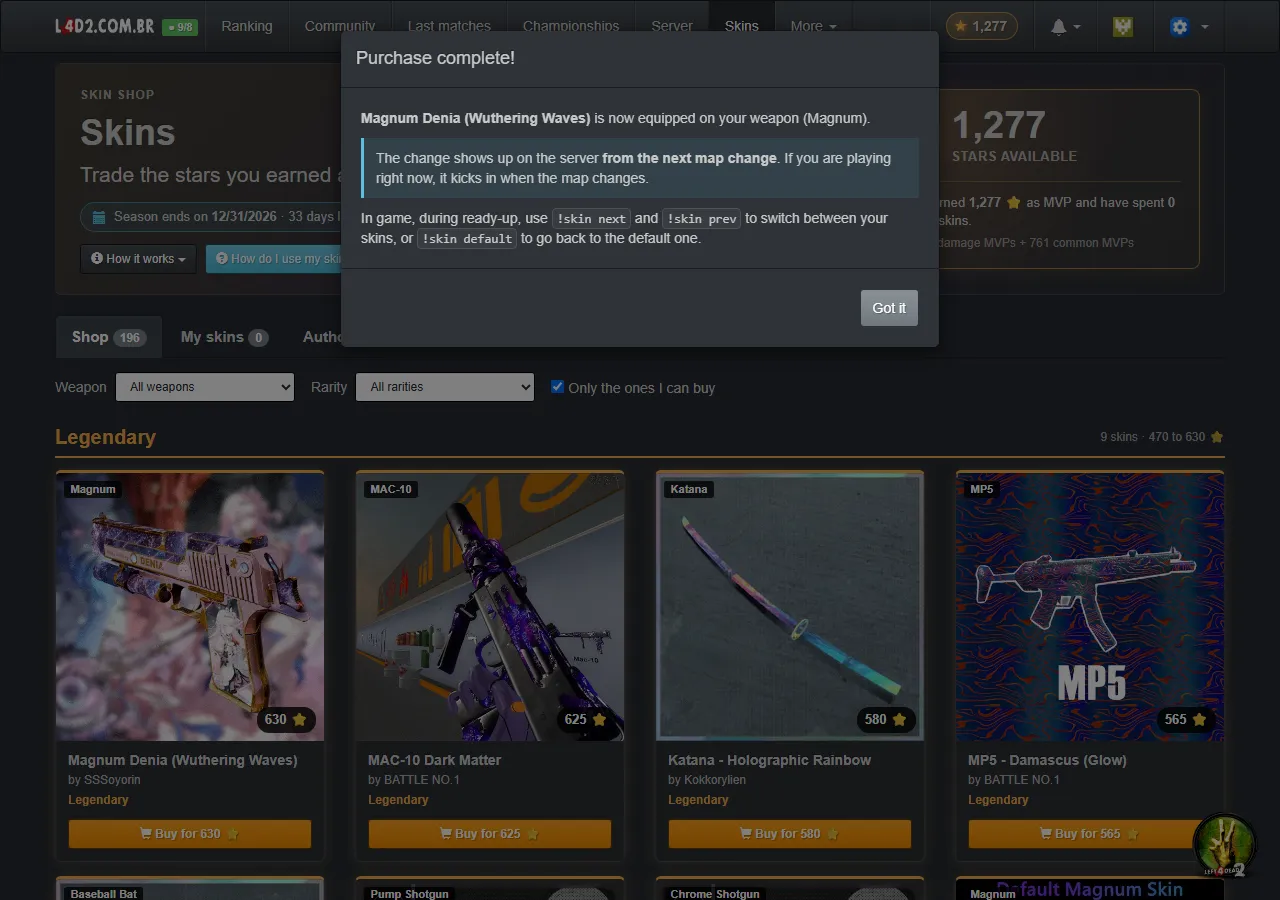 L4D2.COM.BR 9/8 Ranking Community Last matches Championships Server Skins More 1,277
Purchase complete!
Magnum Denia (Wuthering Waves) is now equipped on your weapon (Magnum).
The change shows up on the server from the next map change. If you are playing
right now, it kicks in when the map changes.
In game, during ready-up, use !skin next and !skin prev to switch between your
skins, or !skin default to go back to the default one.
Got it
SKIN SHOP
Skins
Trade the stars you earned
Season ends on 12/31/2026 · 33 days
How it works
How do I use my
1,277
STARS AVAILABLE
1,277 as MVP and have spent 0
skins.
damage MVPs + 761 common MVPs
Shop 196 My skins 0
Weapon All weapons Rarity All rarities Only the ones I can buy
Legendary
9 skins · 470 to 630
Magnum
DENIA
630
Magnum Denia (Wuthering Waves)
by SSSoyorin
Legendary
Buy for 630
MAC-10
Mac-10
625
MAC-10 Dark Matter
by BATTLE NO.1
Legendary
Buy for 625
Katana
580
Katana - Holographic Rainbow
by Kokkorylien
Legendary
Buy for 580
MP5
MP5
565
MP5 - Damascus (Glow)
by BATTLE NO.1
Legendary
Buy for 565
LEFT 4 DEAD 2
Baseball Bat
Pump Shotgun
Chrome Shotgun
Magnum
Default Magnum Skin